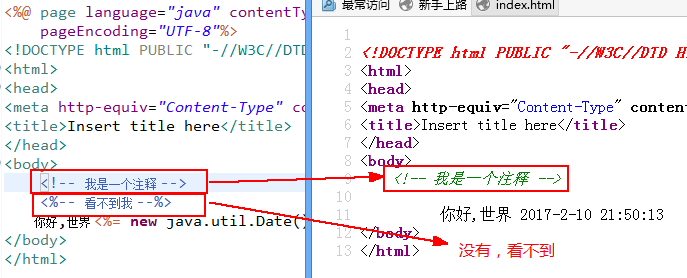 <%@ page language="java" contentTy
pageEncoding="UTF-8"%>
<!DOCTYPE html PUBLIC "-//W3C//DTD
<html>
<head>
<meta http-equiv="Content-Type" co
<title>Insert title here</title>
</head>
<body>
<!-- 我是一个注释 -->
<%-- 看不到我 --%>
你好,世界<%= new java.util.Date()
</body>
</html>
最常访问 新手上路 index.html
1
2 <!DOCTYPE html PUBLIC "-//W3C//DTD H
3 <html>
4 <head>
5 <meta http-equiv="Content-Type" content
6 <title>Insert title here</title>
7 </head>
8 <body>
9 <!-- 我是一个注释 -->
10
11 你好,世界 2017-2-10 21:50:13
12 </body>
13 </html>
没有，看不到